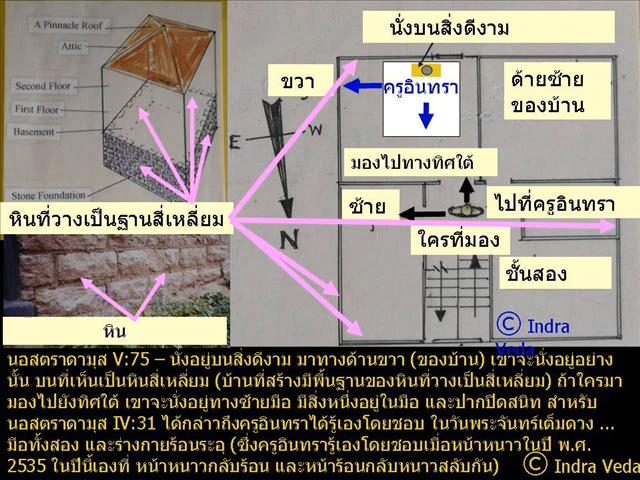 A Pinnacle Roof
Attic
Second Floor
First Floor
Basement
Stone Foundation
หินที่วางเป็นฐานสี่เหลี่ยม
หิน
นั่งบนสิ่งดีงาม
ขวา
ครูอินทรา
ด้ายซ้าย
ของบ้าน
E
W
N
มองไปทางทิศใต้
ซ้าย
ไปที่ครูอินทรา
ใครที่มอง
ชั้นสอง
© Indra
Veda
นอสตราดามุส V:75 – นั่งอยู่บนสิ่งดีงาม มาทางด้านขวา (ของบ้าน) เขาจะนั่งอยู่อย่าง
นั้น บนที่เห็นเป็นหินสี่เหลี่ยม (บ้านที่สร้างมีพื้นฐานของหินที่วางเป็นสี่เหลี่ยม) ถ้าใครมา
มองไปยังทิศใต้ เขาจะนั่งอยู่ทางซ้ายมือ มีสิ่งหนึ่งอยู่ในมือ และปากปิดสนิท สำหรับ
นอสตราดามุส IV:31 ได้กล่าวถึงครูอินทราได้รู้เองโดยชอบ ในวันพระจันทร์เต็มดวง ...
มือทั้งสอง และร่างกายร้อนระอุ (ซึ่งครูอินทรารู้เองโดยชอบเมื่อหน้าหนาวในปี พ.ศ.
2535 ในปีนี้เองที่ หน้าหนาวกลับร้อน และหน้าร้อนกลับหนาวสลับกัน) © Indra Veda